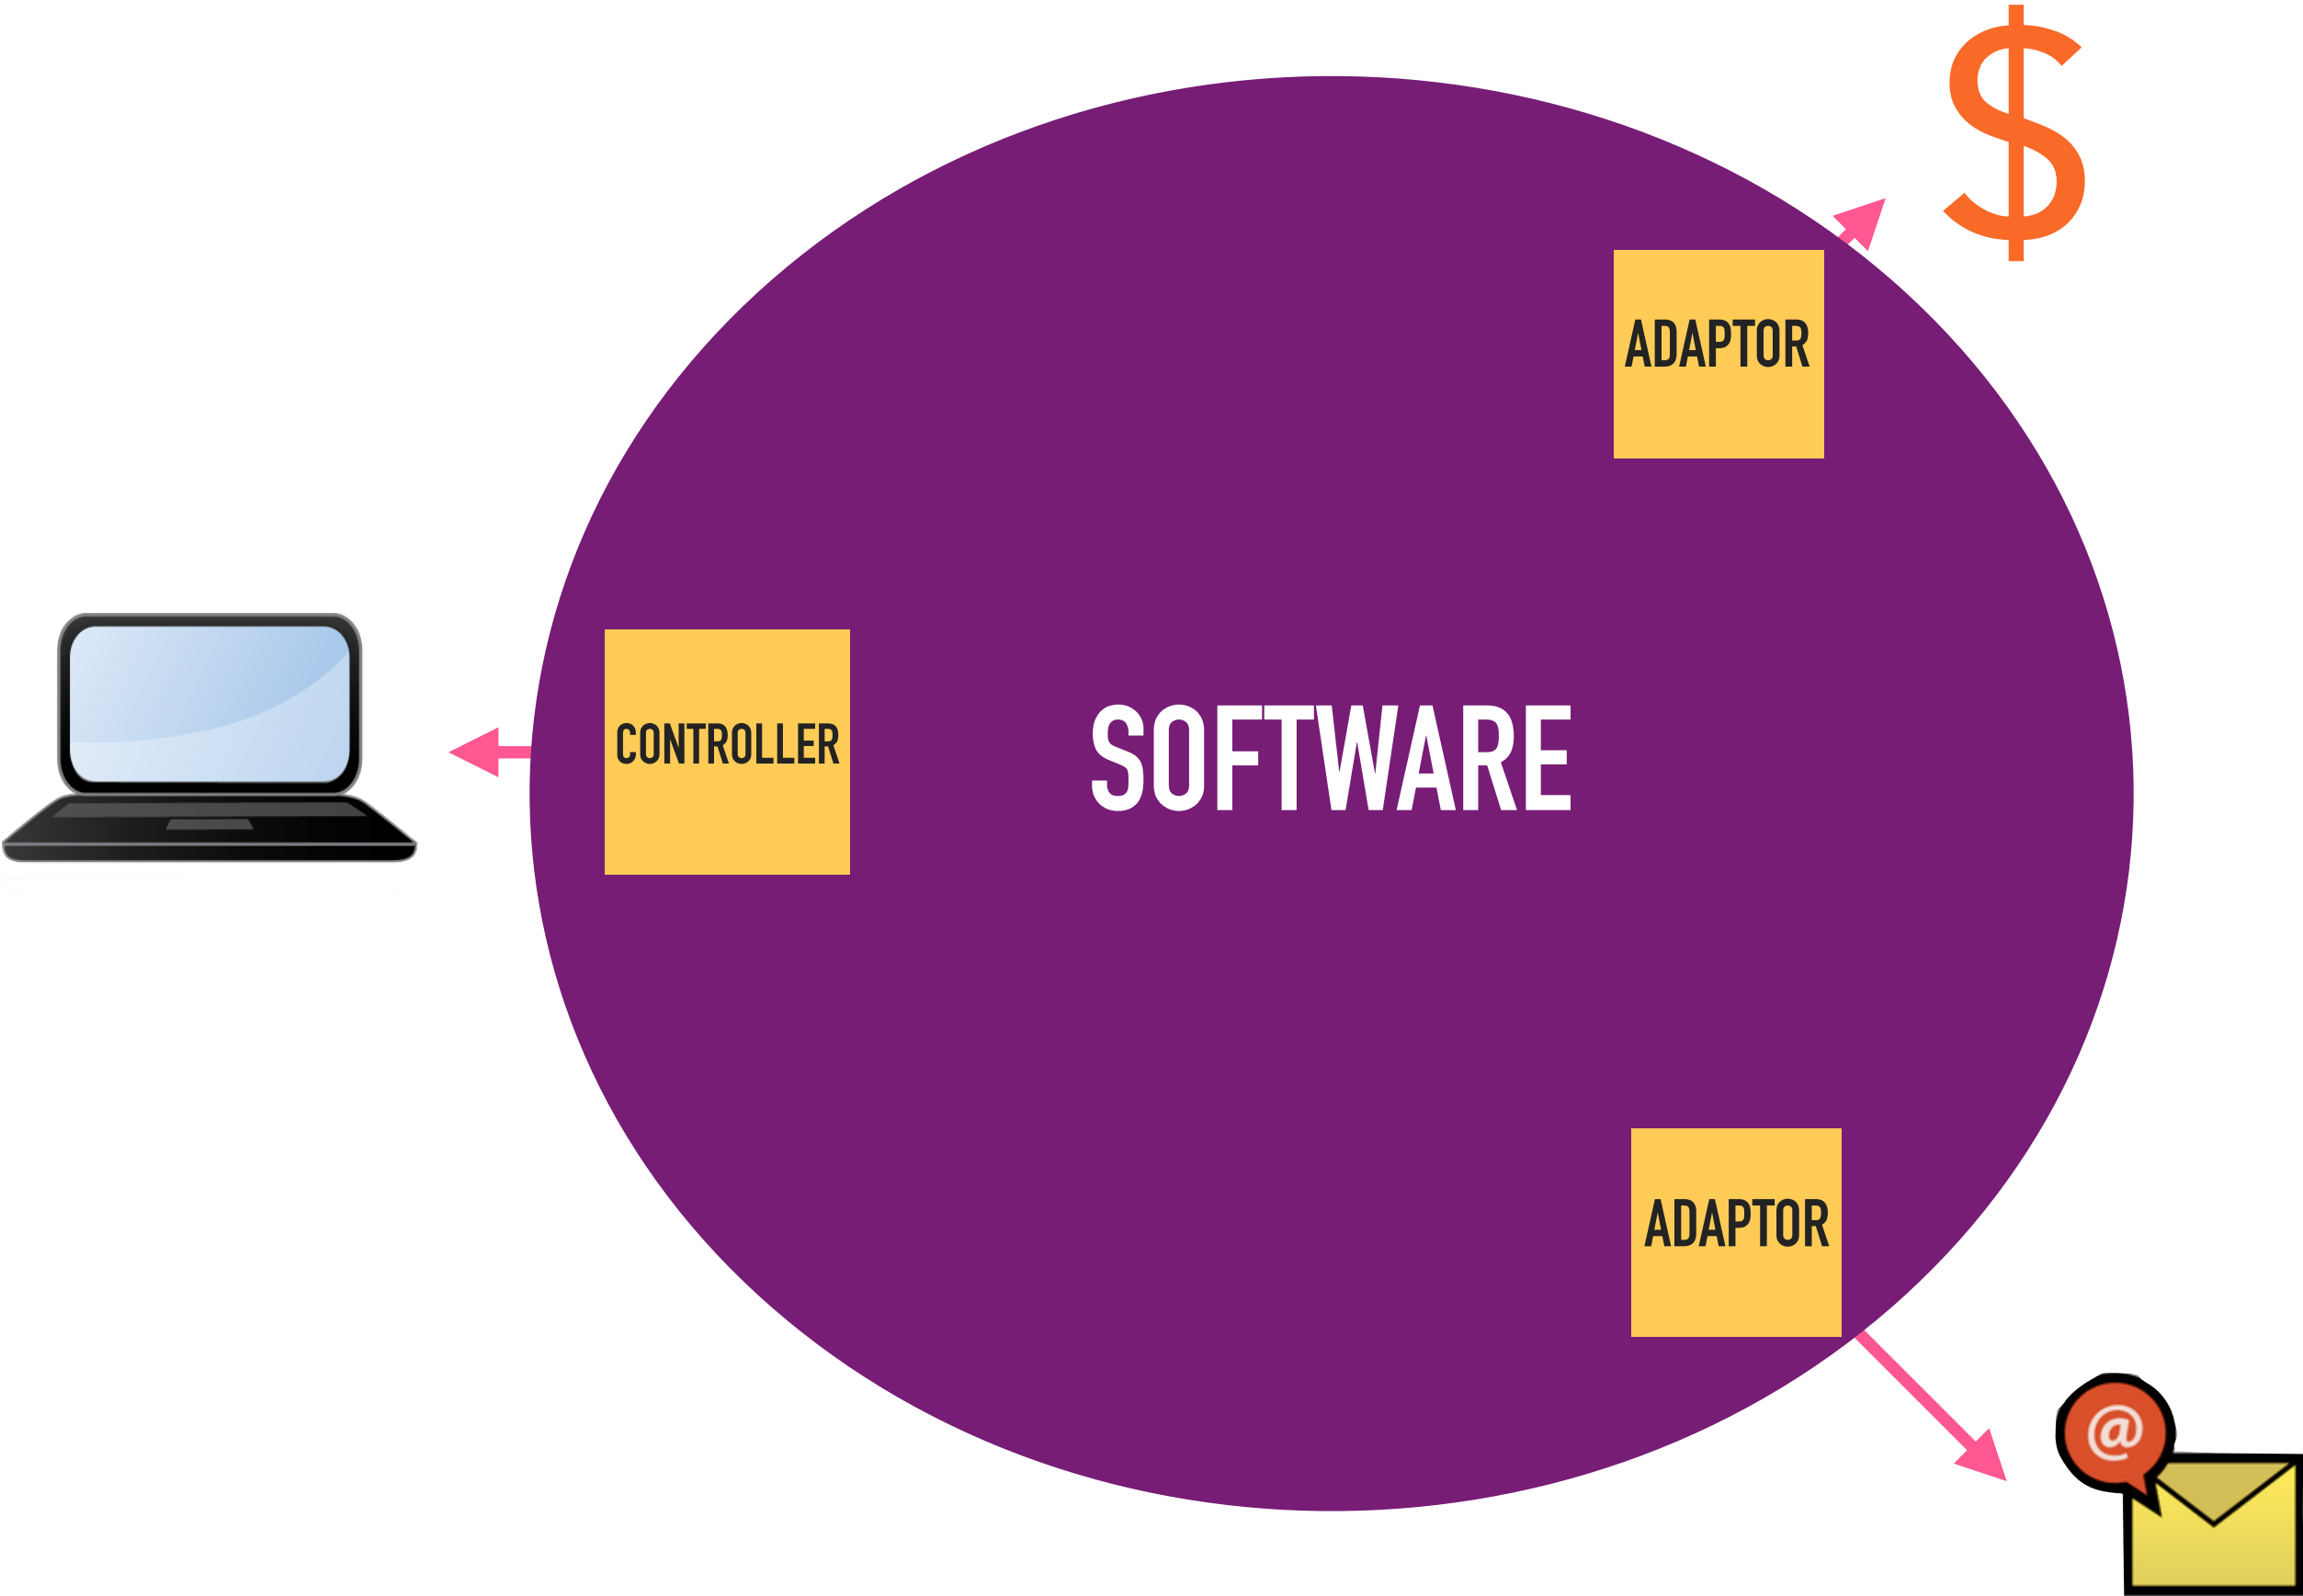 $
ADAPTOR
CONTROLLER
SOFTWARE
ADAPTOR
@